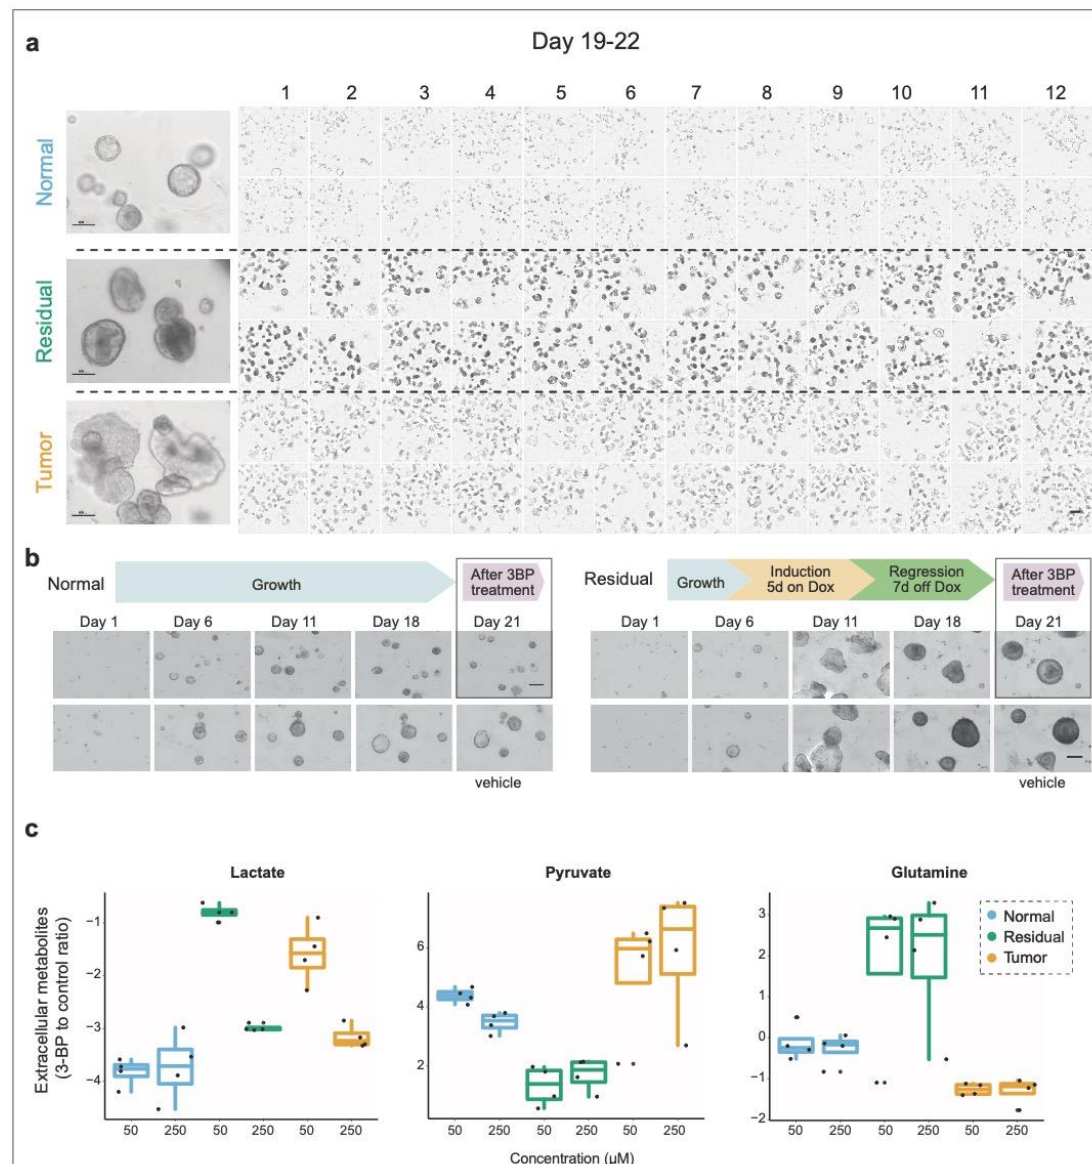 a
Day 19-22
1 2 3 4 5 6 7 8 9 10 11 12
Normal
Residual
Tumor
b
Normal
Growth
After 3BP
treatment
Day 1 Day 6 Day 11 Day 18 Day 21
vehicle
Residual
Growth
Induction
5d on Dox
Regression
7d off Dox
After 3BP
treatment
Day 1 Day 6 Day 11 Day 18 Day 21
vehicle
c
Extracellular metabolites
(3-BP to control ratio)
Lactate
−1
−2
−3
−4
50 250 50 250 50 250
Pyruvate
6
4
2
50 250 50 250 50 250
Concentration (µM)
Glutamine
3
2
1
0
−1
−2
50 250 50 250 50 250
Normal
Residual
Tumor